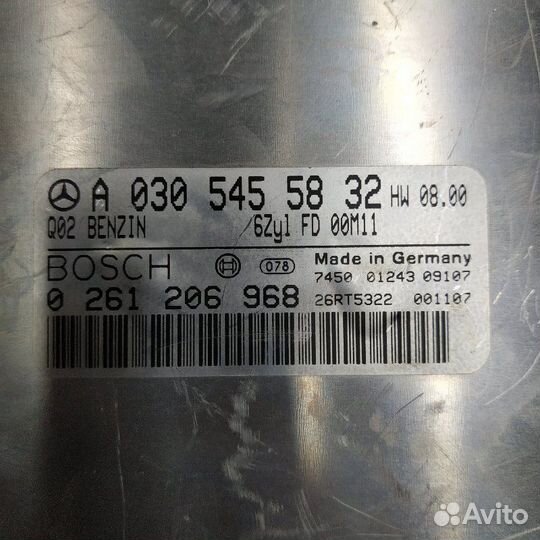 A 030 545 58 32 HW 08.00
Q02 BENZIN /6Zyl FD 00M11
BOSCH 078 Made in Germany
7450 01243 09107
0 261 206 968 26RT5322 001107
Avito